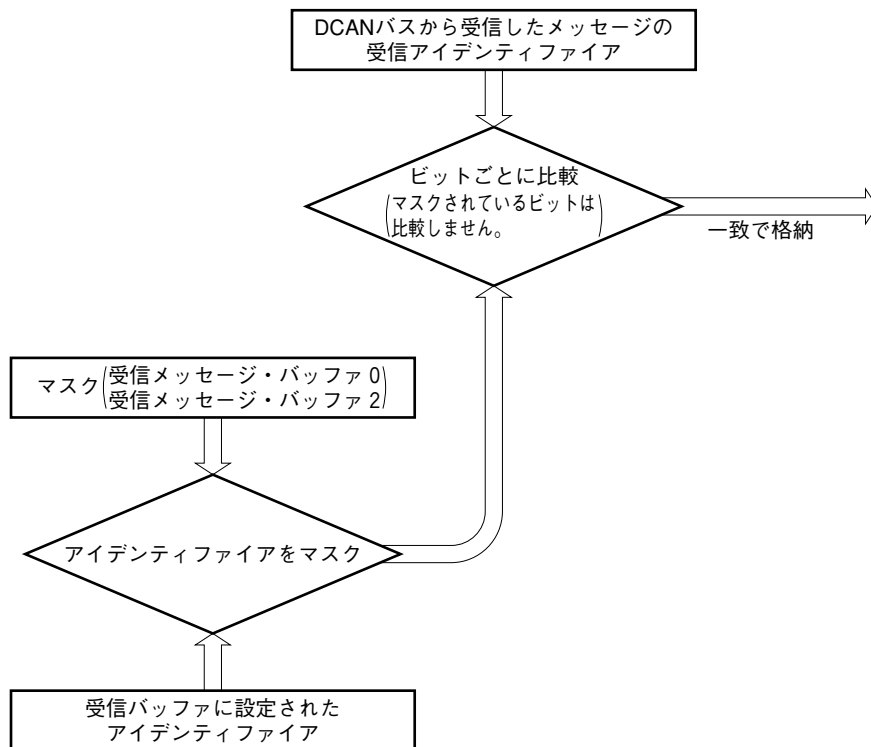 DCANバスから受信したメッセージの
受信アイデンティファイア
ビットごとに比較
(マスクされているビットは
比較しません。)
一致で格納
マスク(受信メッセージ・バッファ 0
受信メッセージ・バッファ 2)
アイデンティファイアをマスク
受信バッファに設定された
アイデンティファイア